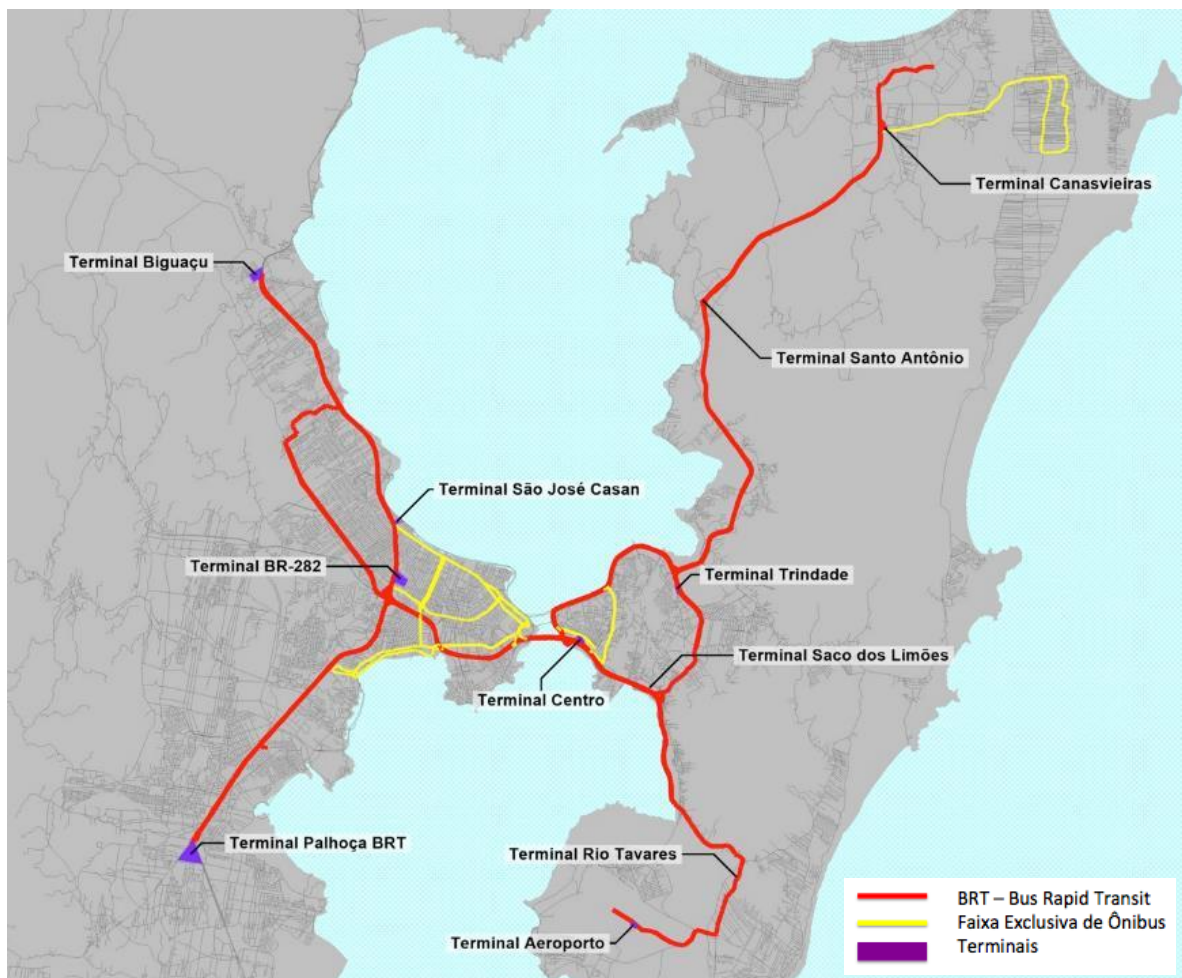 Terminal Canasvieiras
Terminal Biguaçu
Terminal Santo Antônio
Terminal São José Casan
Terminal BR-282
Terminal Trindade
Terminal Saco dos Limões
Terminal Centro
Terminal Palhoça BRT
Terminal Rio Tavares
Terminal Aeroporto
BRT – Bus Rapid Transit
Faixa Exclusiva de Ônibus
Terminais